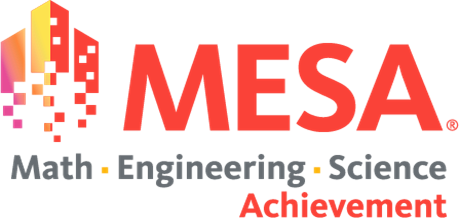 MESA®
Math · Engineering · Science
Achievement